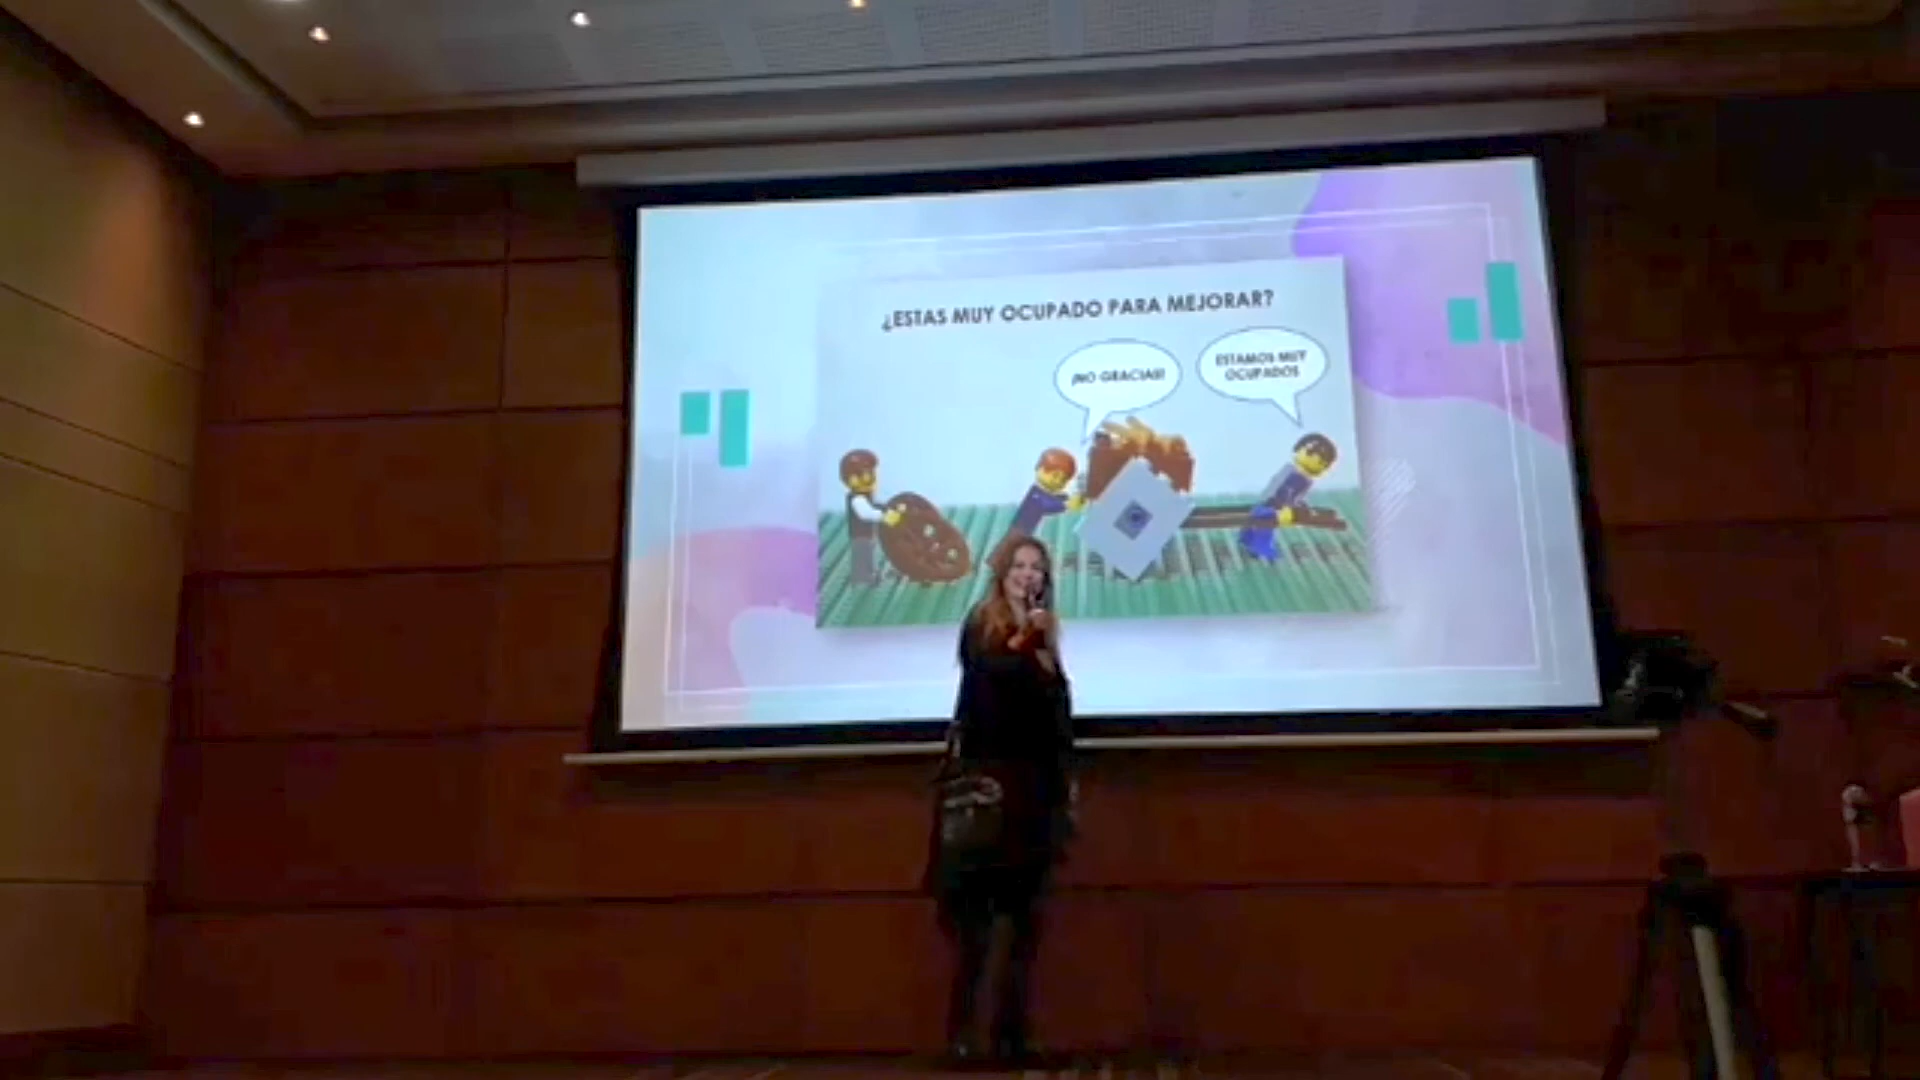 ¿ESTAS MUY OCUPADO PARA MEJORAR?
¡NO GRACIAS!
ESTAMOS MUY
OCUPADOS